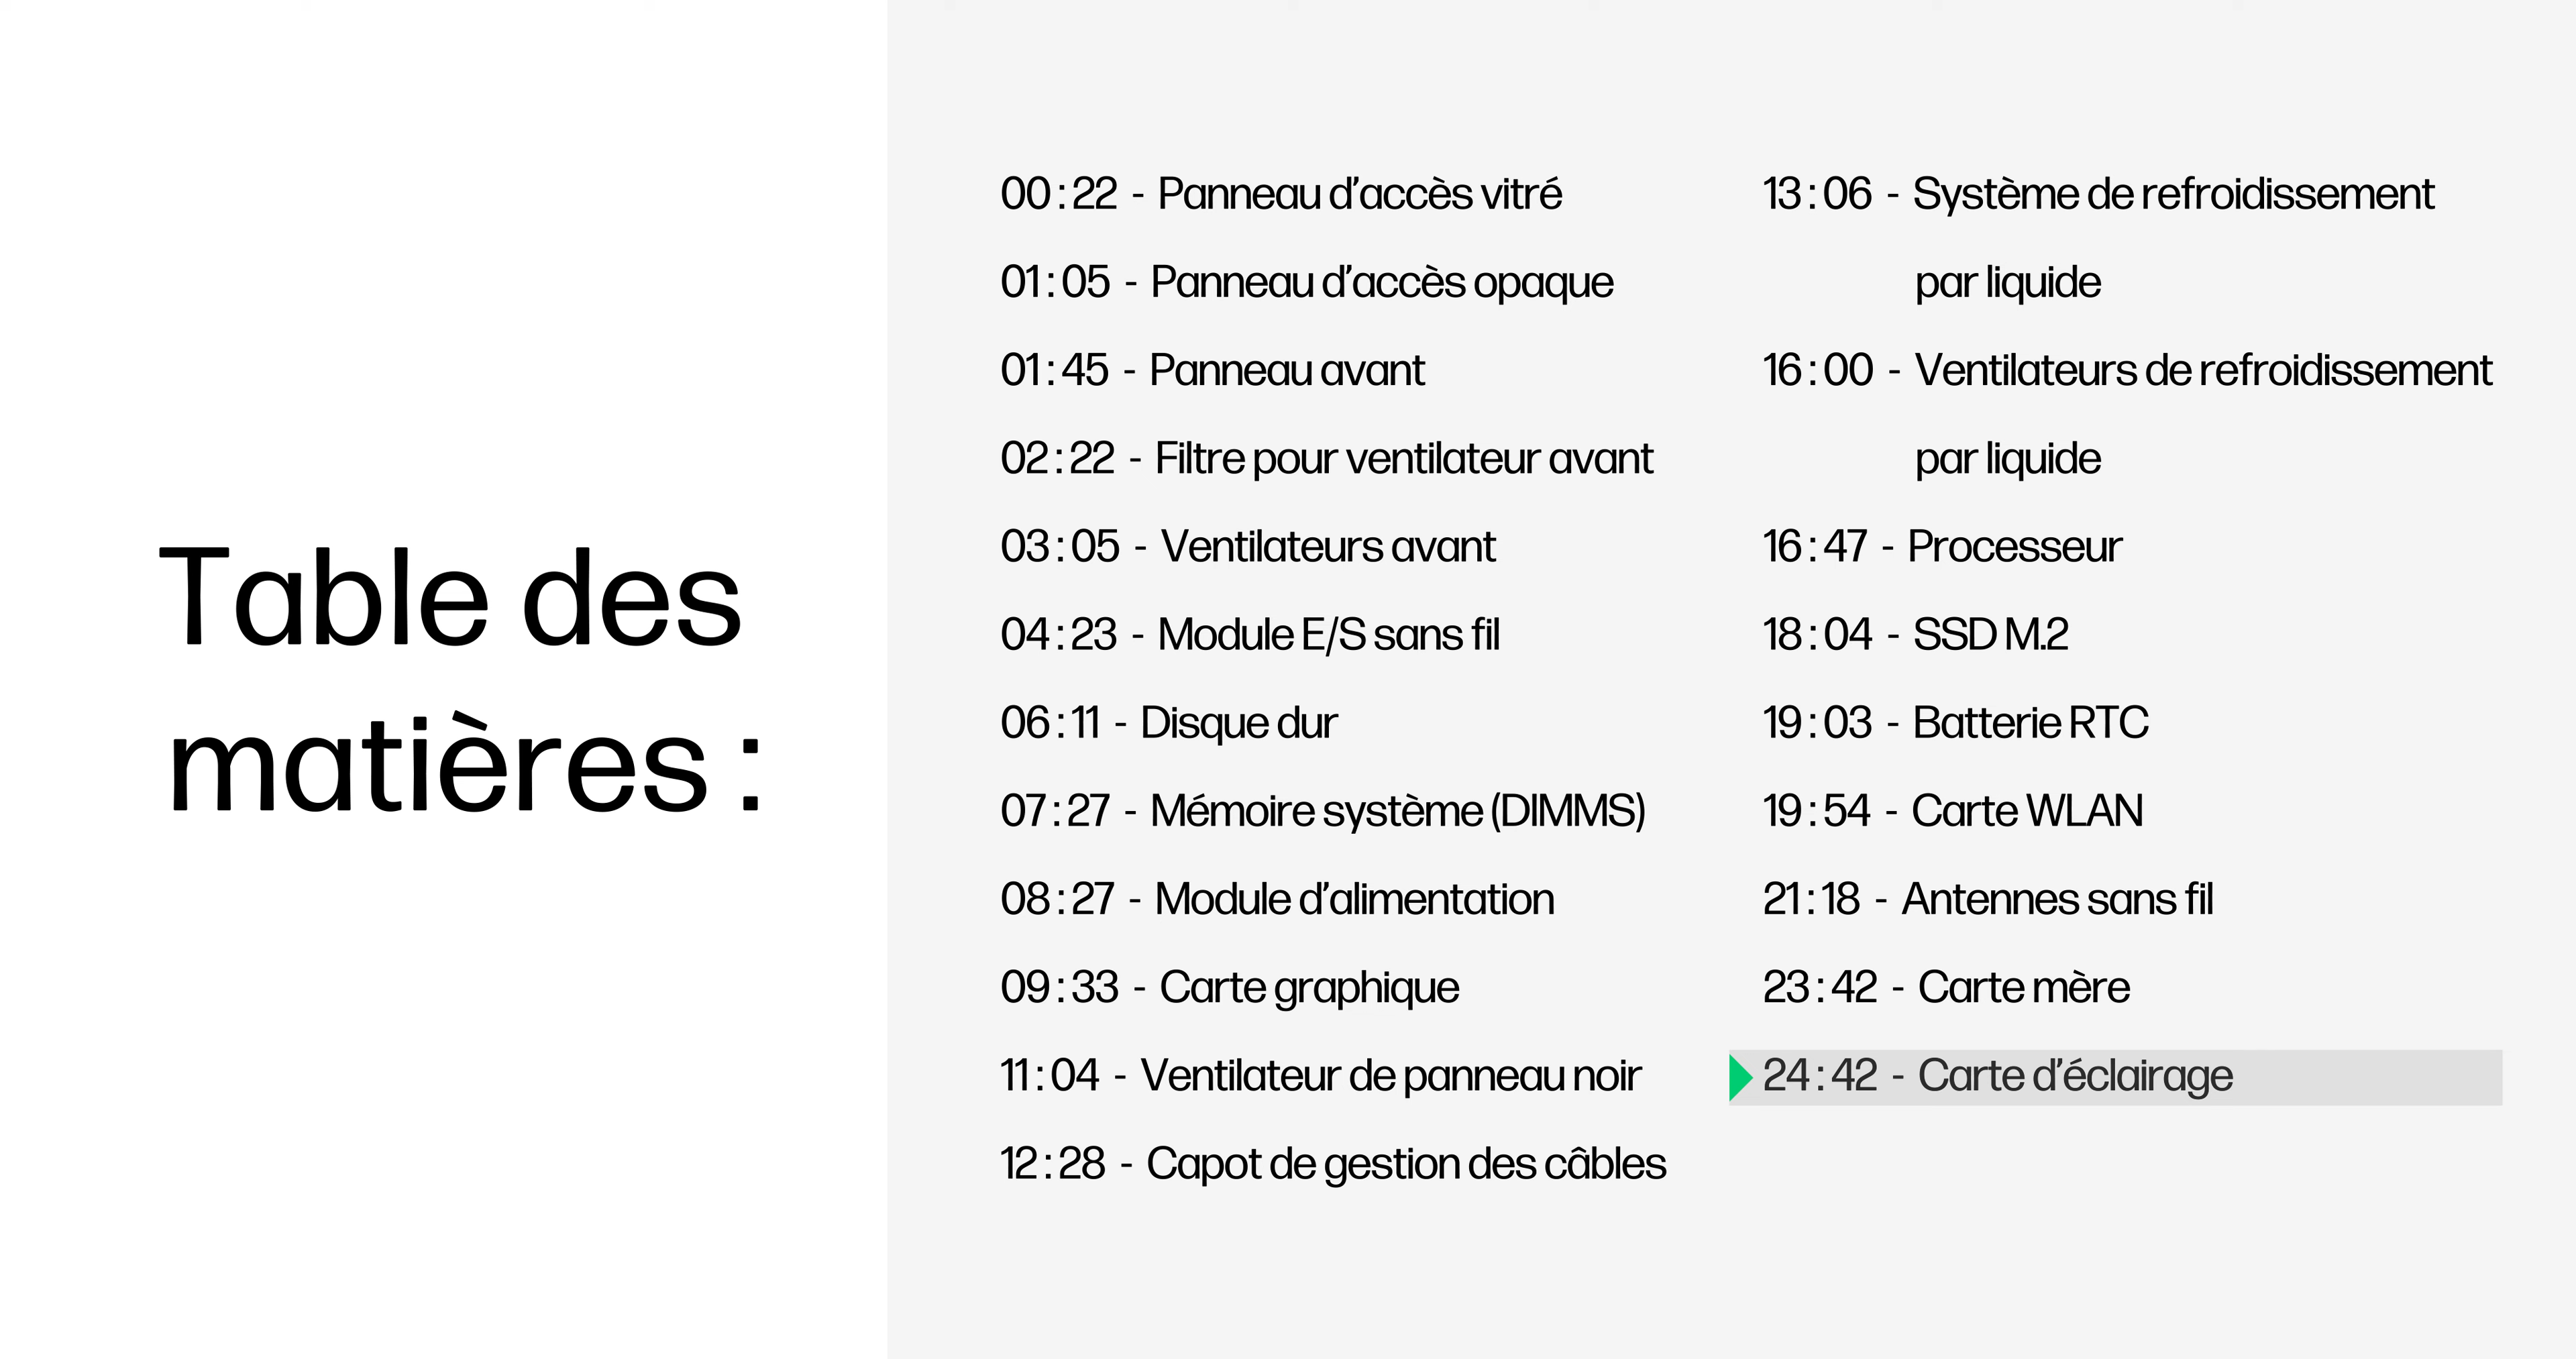 Table des
matières :
00:22 - Panneau d’accès vitré
01:05 - Panneau d’accès opaque
01:45 - Panneau avant
02:22 - Filtre pour ventilateur avant
03:05 - Ventilateurs avant
04:23 - Module E/S sans fil
06:11 - Disque dur
07:27 - Mémoire système (DIMMS)
08:27 - Module d’alimentation
09:33 - Carte graphique
11:04 - Ventilateur de panneau noir
12:28 - Capot de gestion des câbles
13:06 - Système de refroidissement
par liquide
16:00 - Ventilateurs de refroidissement
par liquide
16:47 - Processeur
18:04 - SSD M.2
19:03 - Batterie RTC
19:54 - Carte WLAN
21:18 - Antennes sans fil
23:42 - Carte mère
24:42 - Carte d’éclairage